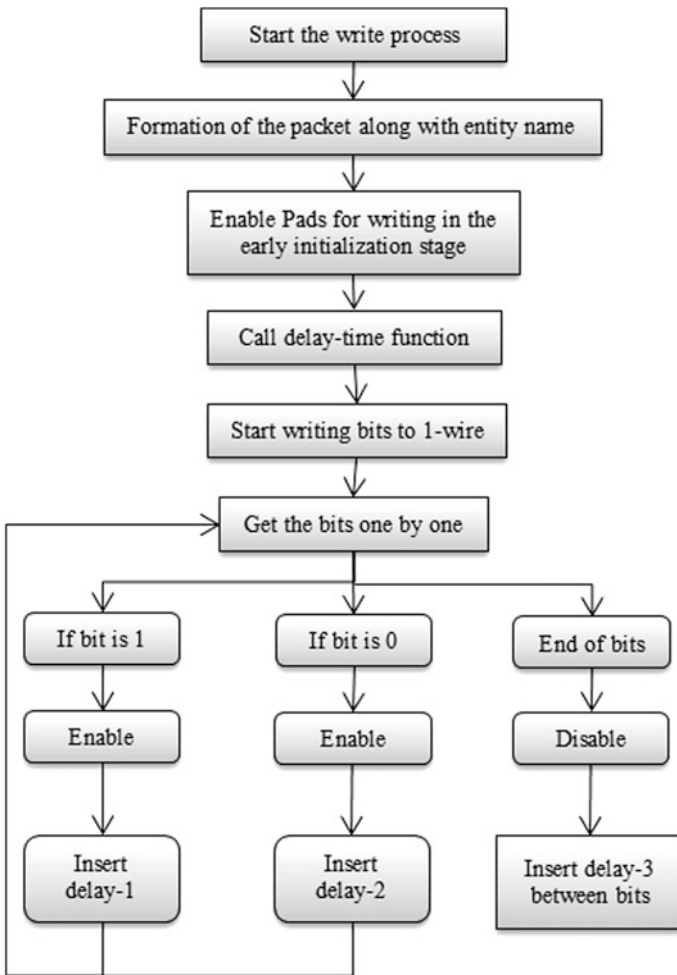 Start the write process
Formation of the packet along with entity name
Enable Pads for writing in the
early initialization stage
Call delay-time function
Start writing bits to 1-wire
Get the bits one by one
If bit is 1
If bit is 0
End of bits
Enable
Enable
Disable
Insert
delay-1
Insert
delay-2
Insert delay-3
between bits